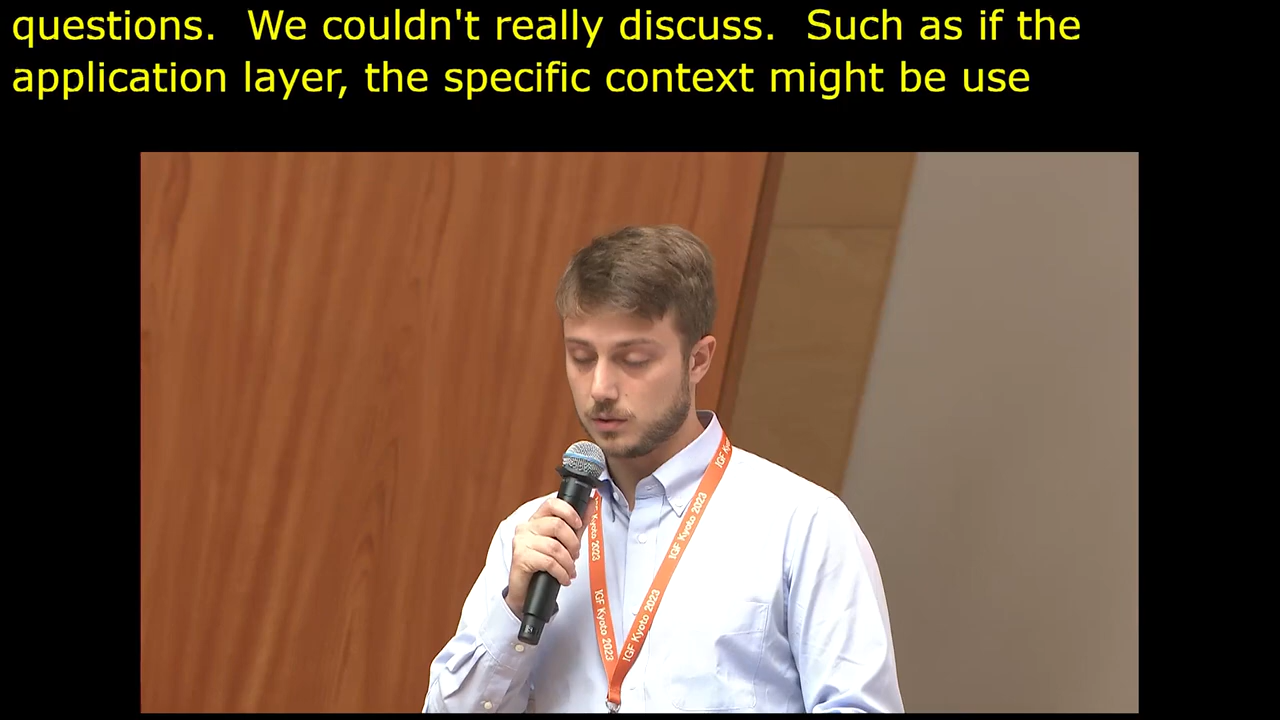 questions.  We couldn't really discuss.  Such as if the
application layer, the specific context might be use
IGF Kyoto 2023
IGF Kyoto 2023
IGF Kyoto 2023
IGF Kyoto
2023